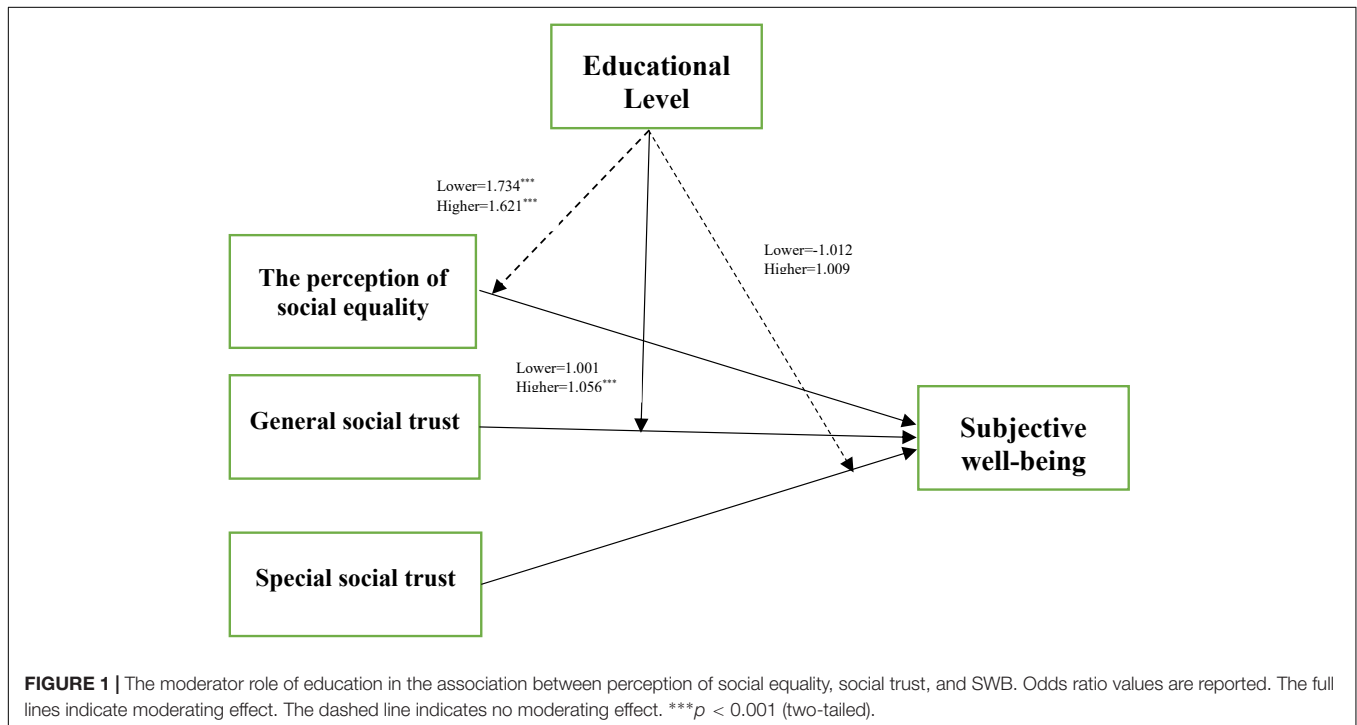 Educational
Level
Lower=1.734***
Higher=1.621***
Lower=-1.012
Higher=1.009
The perception of
social equality
Lower=1.001
Higher=1.056***
General social trust
Subjective
well-being
Special social trust
FIGURE 1 | The moderator role of education in the association between perception of social equality, social trust, and SWB. Odds ratio values are reported. The full
lines indicate moderating effect. The dashed line indicates no moderating effect. ***p < 0.001 (two-tailed).